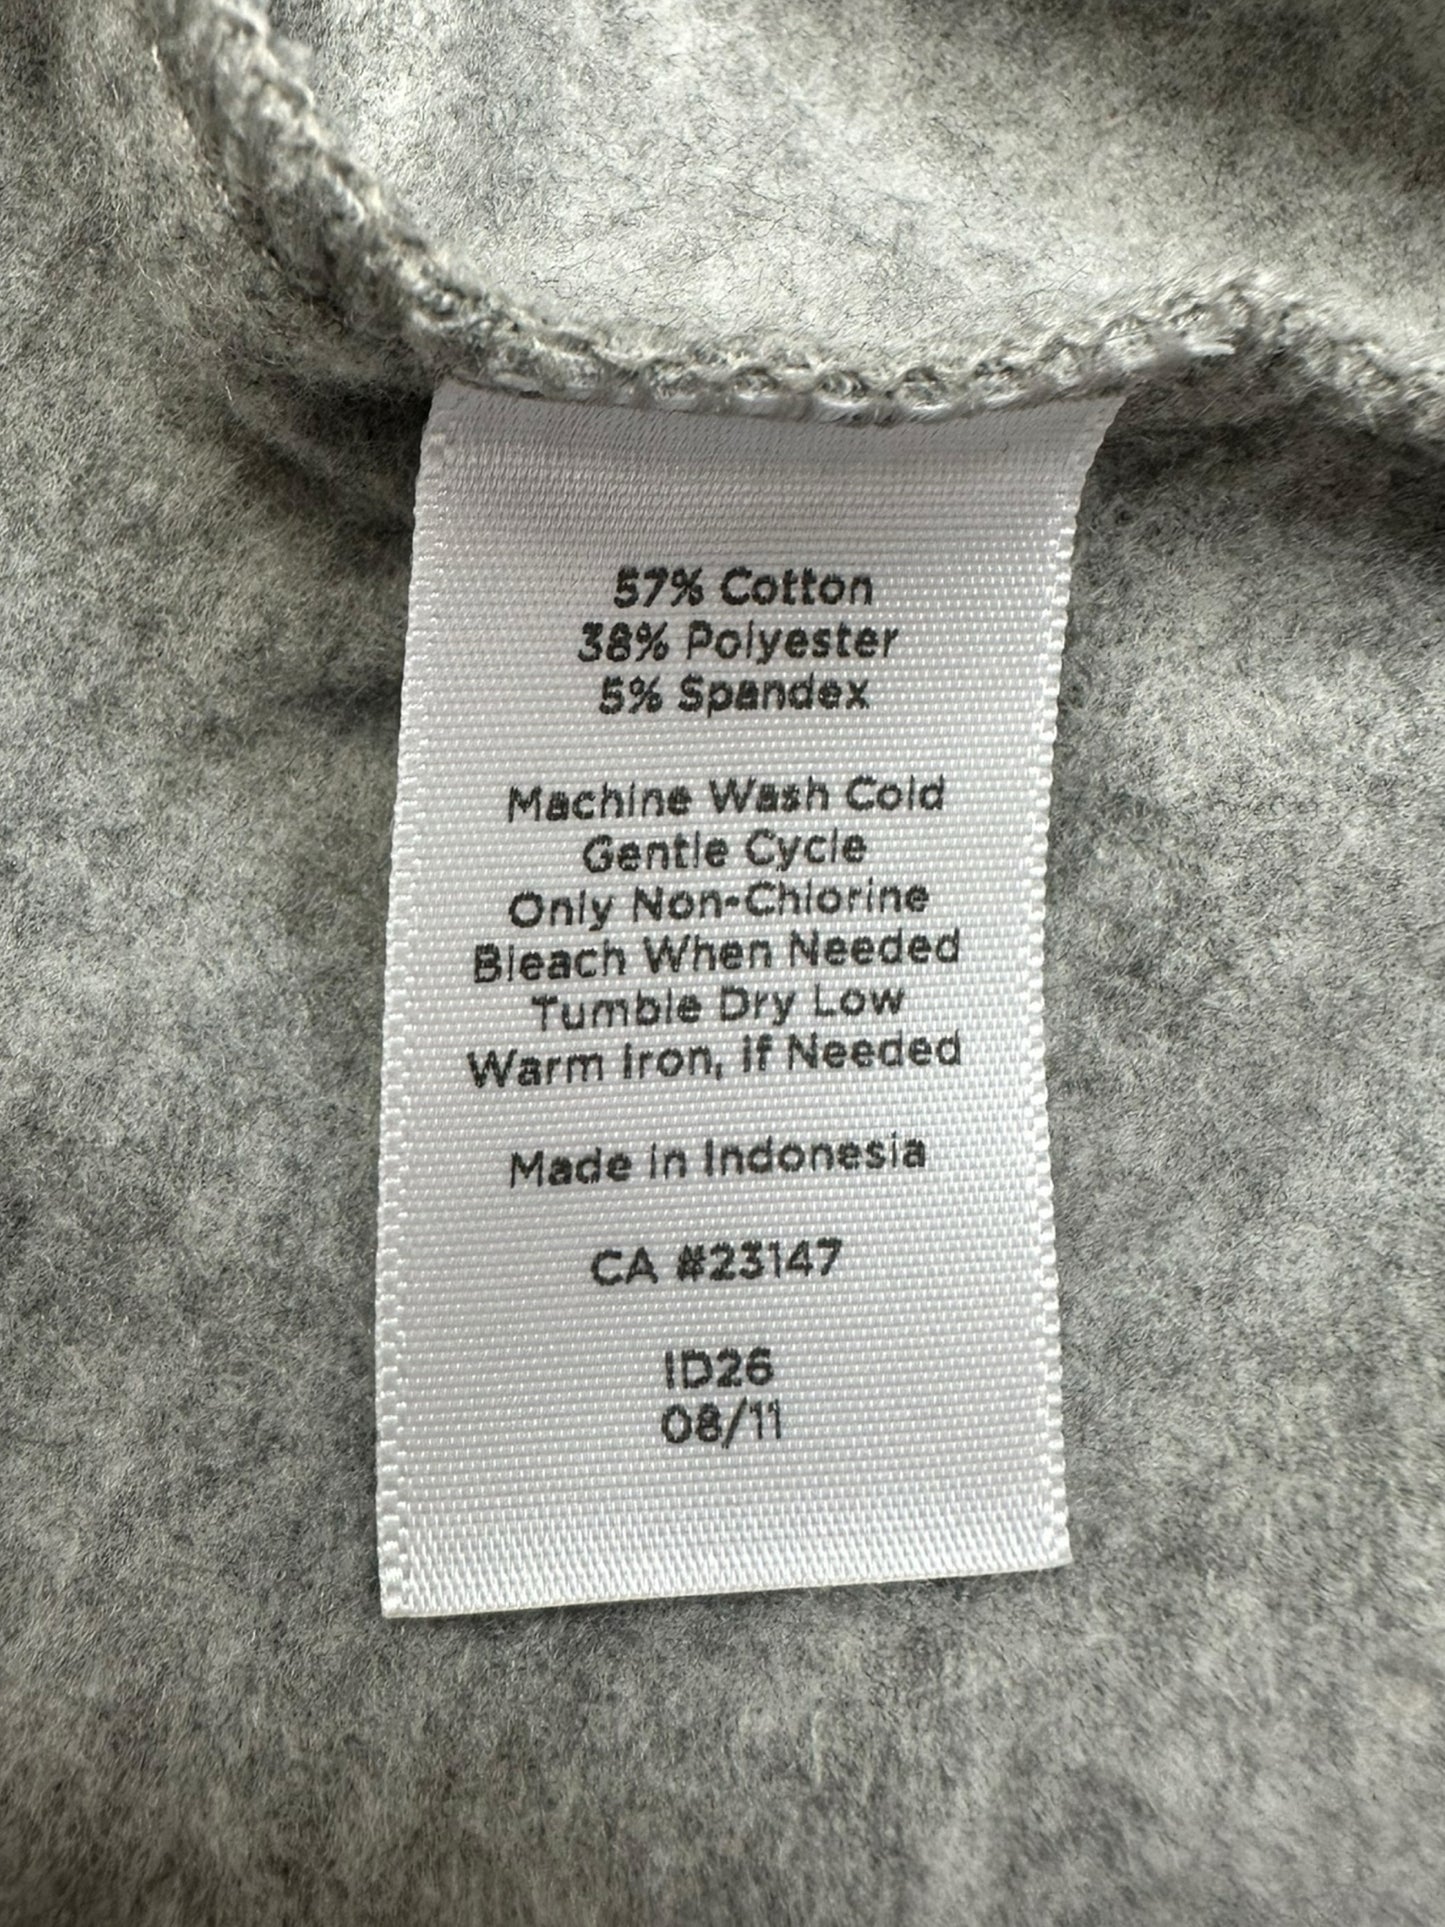 57% Cotton
38% Polyester
5% Spandex
Machine Wash Cold
Gentle Cycle
Only Non-Chlorine
Bleach When Needed
Tumble Dry Low
Warm Iron, If Needed
Made in Indonesia
CA #23147
ID26
08/11